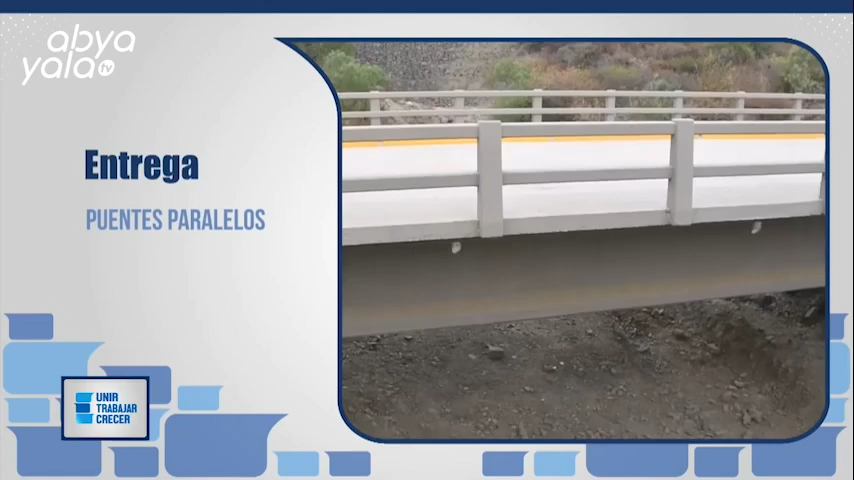 abya
yala tv
Entrega
PUENTES PARALELOS
UNIR
TRABAJAR
CRECER